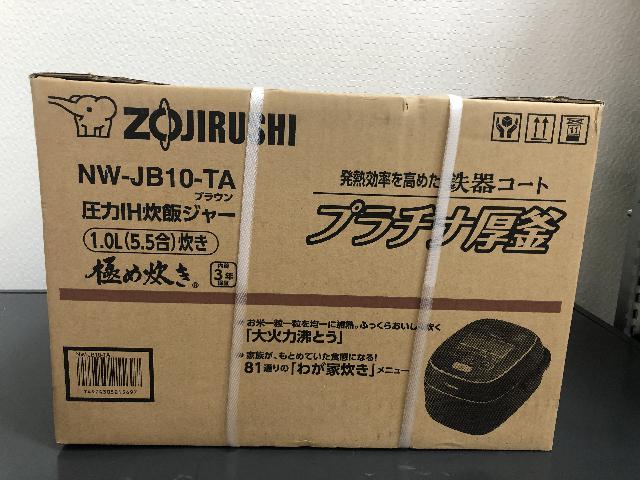 ZOJIRUSHI
NW-JB10-TA
ブラウン
圧力IH炊飯ジャー
1.0L(5.5合)炊き
極め炊き®
内釜
3年
保証
発熱効率を高めた鉄器コート
プラチナ厚釜
お米一粒一粒を均一に加熱。ふっくらおいしく炊く
「大火力沸とう」
家族が、もとめていた食感になる!
81通りの「わが家炊き」メニュー
NW-JB10-TA